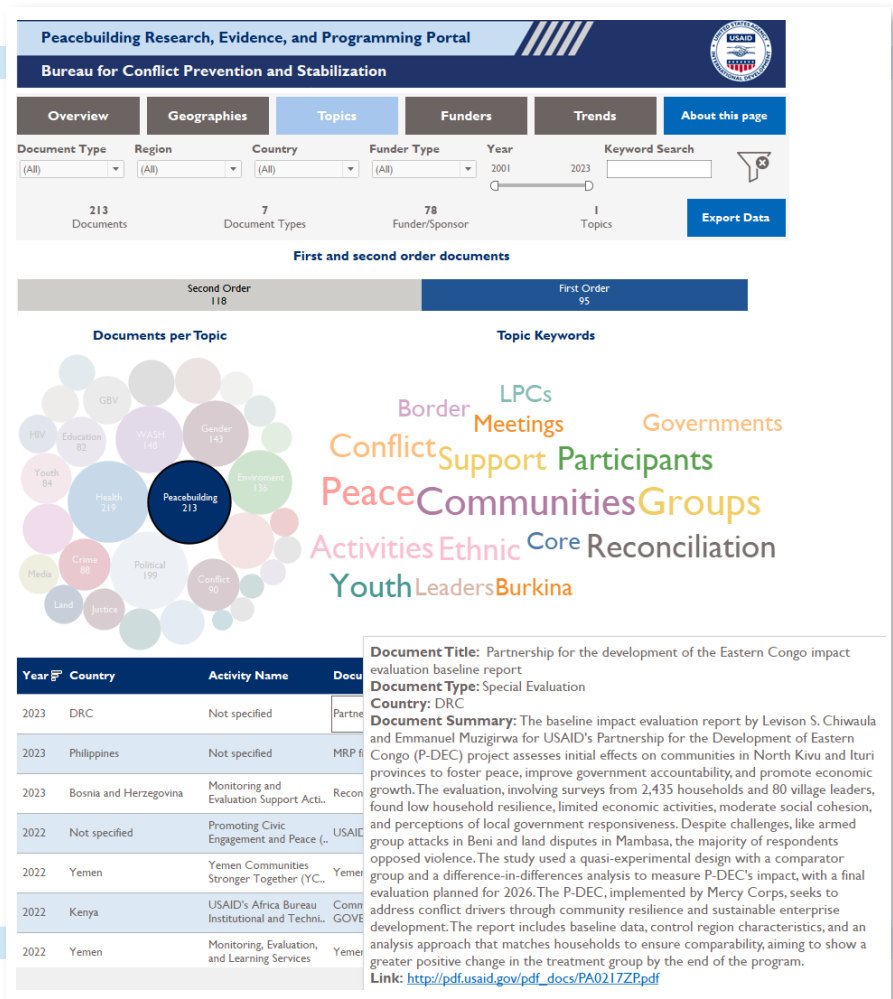 Peacebuilding Research, Evidence, and Programming Portal
Bureau for Conflict Prevention and Stabilization
UNITED STATES AGENCY
USAID
INTERNATIONAL DEVELOPMENT
Overview
Geographies
Topics
Funders
Trends
About this page
Document Type
Region
Country
Funder Type
Year
Keyword Search
(All)
(All)
(All)
(All)
2001
2023
213
Documents
7
Document Types
78
Funder/Sponsor
1
Topics
Export Data
First and second order documents
Second Order
118
First Order
95
Documents per Topic
Topic Keywords
GBV
HIV
Education
82
WASH
148
Gender
143
Youth
84
Health
219
Peacebuilding
213
Enviroment
136
Crime
88
Political
199
Conflict
90
Media
Land
Justice
LPCs
Border
Meetings
Governments
Conflict
Support
Participants
Peace
Communities
Groups
Activities
Ethnic
Core
Reconciliation
Youth
Leaders
Burkina
Year
Country
Activity Name
Docu
2023
DRC
Not specified
Partne
2023
Philippines
Not specified
MRP fi
2023
Bosnia and Herzegovina
Monitoring and
Evaluation Support Acti..
Recon
2022
Not specified
Promoting Civic
Engagement and Peace (..
USAID
2022
Yemen
Yemen Communities
Stronger Together (YC..
Yemen
2022
Kenya
USAID's Africa Bureau
Institutional and Techni..
Comm
GOVE
2022
Yemen
Monitoring, Evaluation,
and Learning Services
Yemen
Document Title: Partnership for the development of the Eastern Congo impact
evaluation baseline report
Document Type: Special Evaluation
Country: DRC
Document Summary: The baseline impact evaluation report by Levison S. Chiwaula
and Emmanuel Muzigirwa for USAID's Partnership for the Development of Eastern
Congo (P-DEC) project assesses initial effects on communities in North Kivu and Ituri
provinces to foster peace, improve government accountability, and promote economic
growth. The evaluation, involving surveys from 2,435 households and 80 village leaders,
found low household resilience, limited economic activities, moderate social cohesion,
and perceptions of local government responsiveness. Despite challenges, like armed
group attacks in Beni and land disputes in Mambasa, the majority of respondents
opposed violence. The study used a quasi-experimental design with a comparator
group and a difference-in-differences analysis to measure P-DEC's impact, with a final
evaluation planned for 2026. The P-DEC, implemented by Mercy Corps, seeks to
address conflict drivers through community resilience and sustainable enterprise
development. The report includes baseline data, control region characteristics, and an
analysis approach that matches households to ensure comparability, aiming to show a
greater positive change in the treatment group by the end of the program.
Link: http://pdf.usaid.gov/pdf_docs/PA0217ZP.pdf